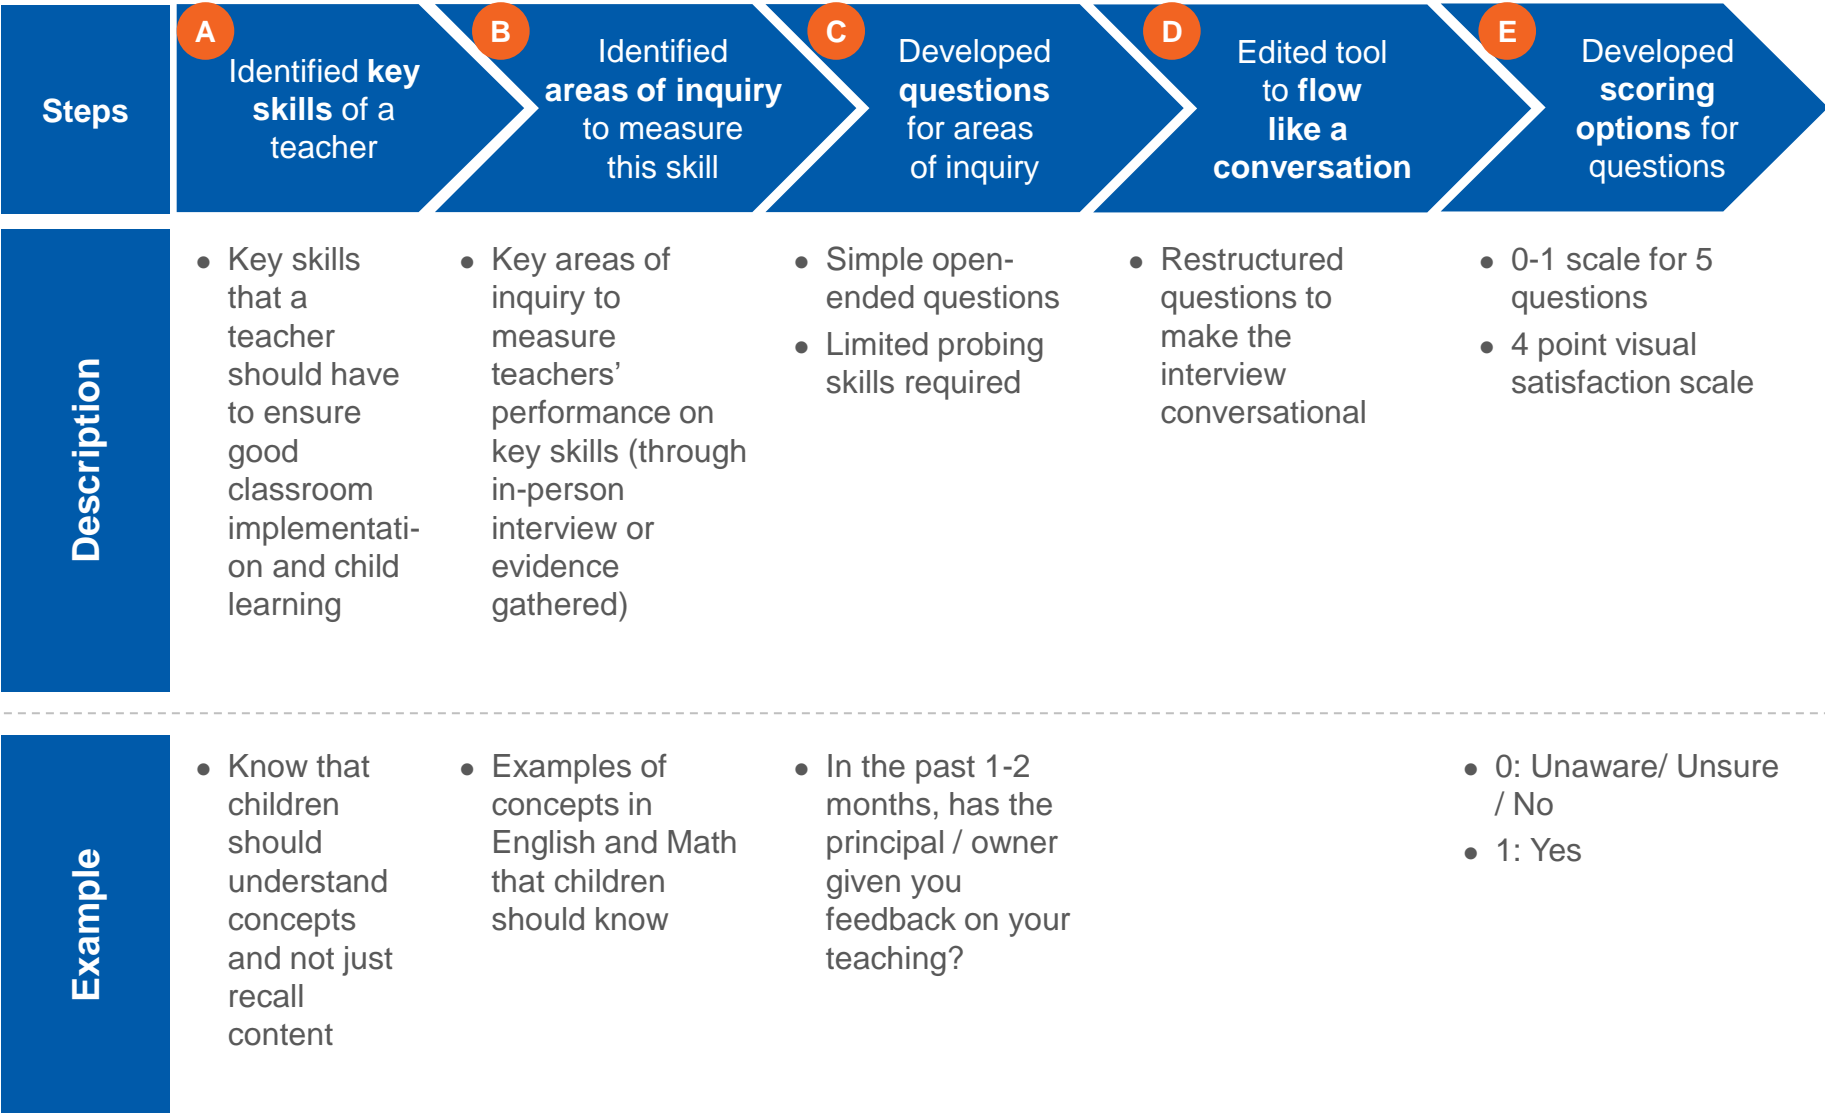 Steps
A
Identified key
skills of a
teacher
B
Identified
areas of inquiry
to measure
this skill
C
Developed
questions
for areas
of inquiry
D
Edited tool
to flow
like a
conversation
E
Developed
scoring
options for
questions
Description
• Key skills
that a
teacher
should have
to ensure
good
classroom
implementati-
on and child
learning
• Key areas of
inquiry to
measure
teachers’
performance on
key skills (through
in-person
interview or
evidence
gathered)
• Simple open-
ended questions
• Limited probing
skills required
• Restructured
questions to
make the
interview
conversational
• 0-1 scale for 5
questions
• 4 point visual
satisfaction scale
Example
• Know that
children
should
understand
concepts
and not just
recall
content
• Examples of
concepts in
English and Math
that children
should know
• In the past 1-2
months, has the
principal / owner
given you
feedback on your
teaching?
• 0: Unaware/ Unsure
/ No
• 1: Yes